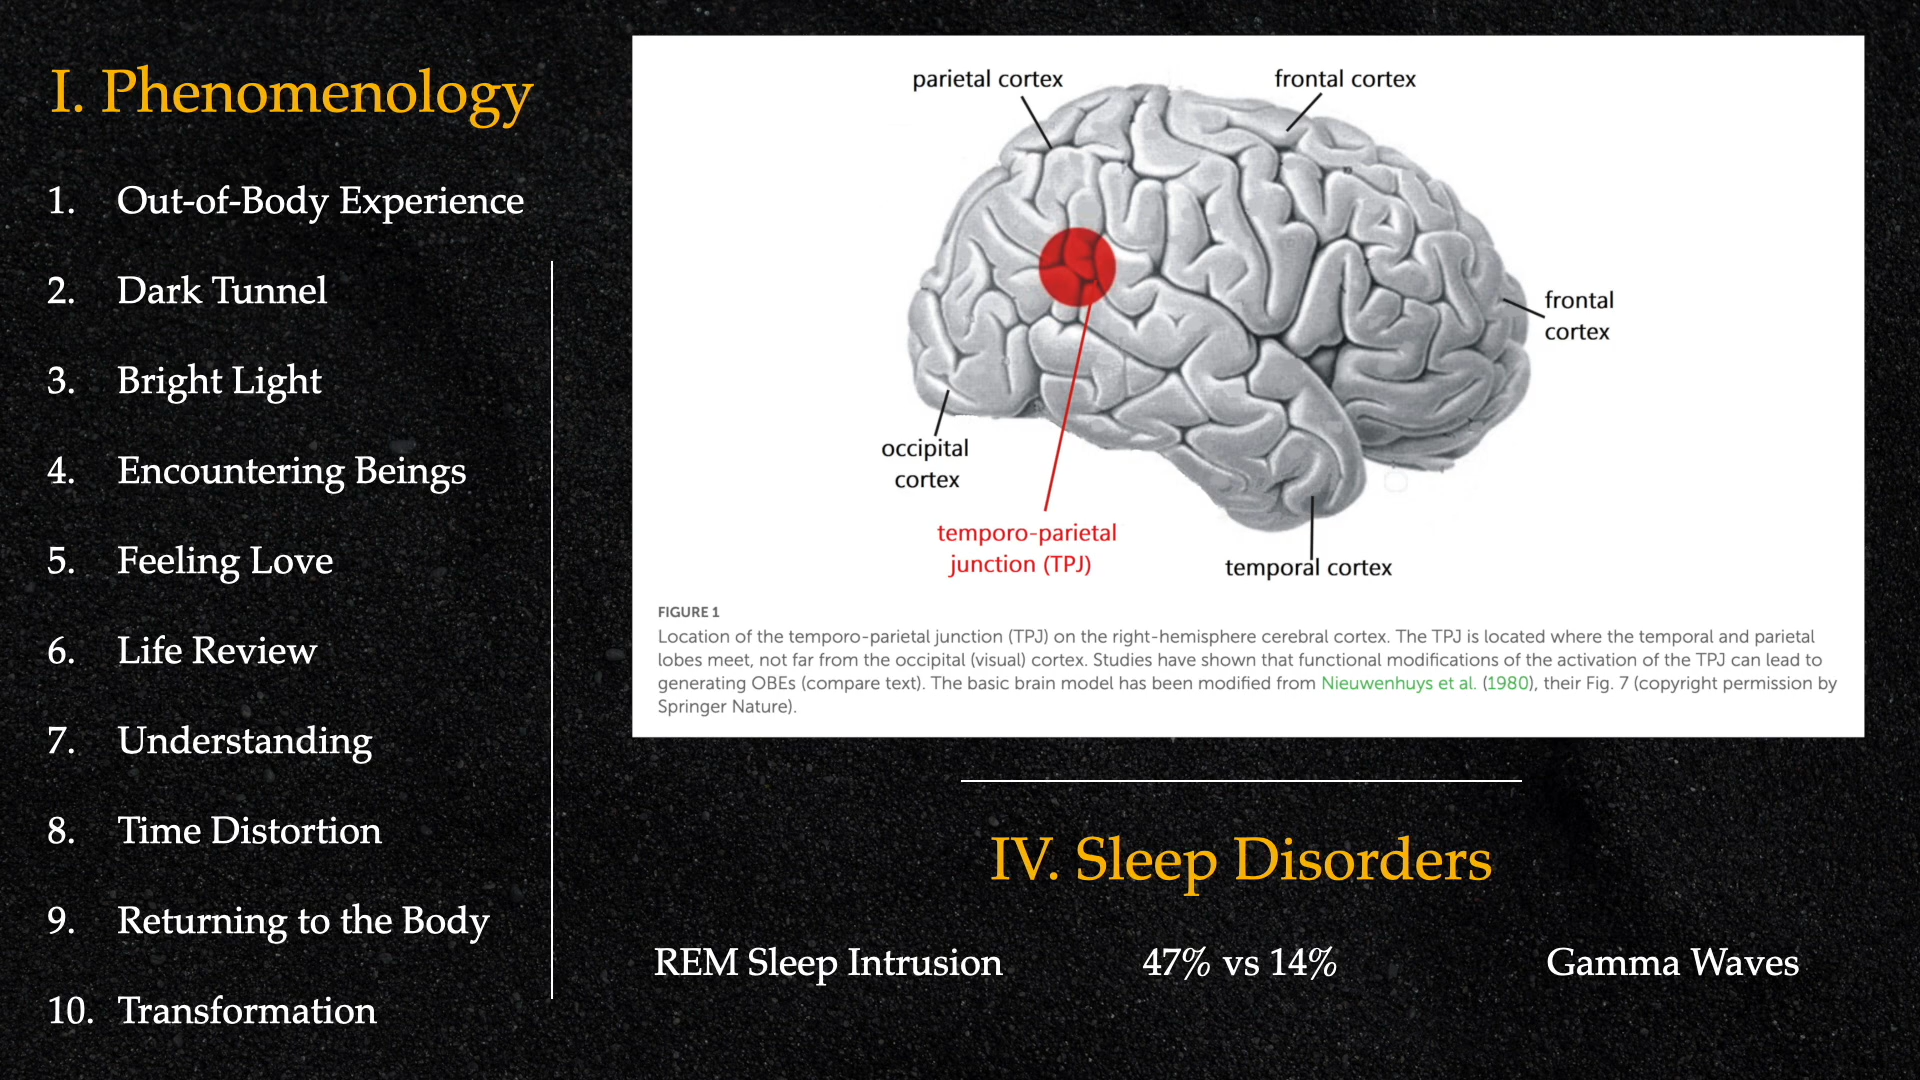 I. Phenomenology
1. Out-of-Body Experience
2. Dark Tunnel
3. Bright Light
4. Encountering Beings
5. Feeling Love
6. Life Review
7. Understanding
8. Time Distortion
9. Returning to the Body
10. Transformation
parietal cortex
frontal cortex
frontal
cortex
occipital
cortex
temporo-parietal
junction (TPJ)
temporal cortex
FIGURE 1
Location of the temporo-parietal junction (TPJ) on the right-hemisphere cerebral cortex. The TPJ is located where the temporal and parietal
lobes meet, not far from the occipital (visual) cortex. Studies have shown that functional modifications of the activation of the TPJ can lead to
generating OBEs (compare text). The basic brain model has been modified from Nieuwenhuys et al. (1980), their Fig. 7 (copyright permission by
Springer Nature).
IV. Sleep Disorders
REM Sleep Intrusion
47% vs 14%
Gamma Waves